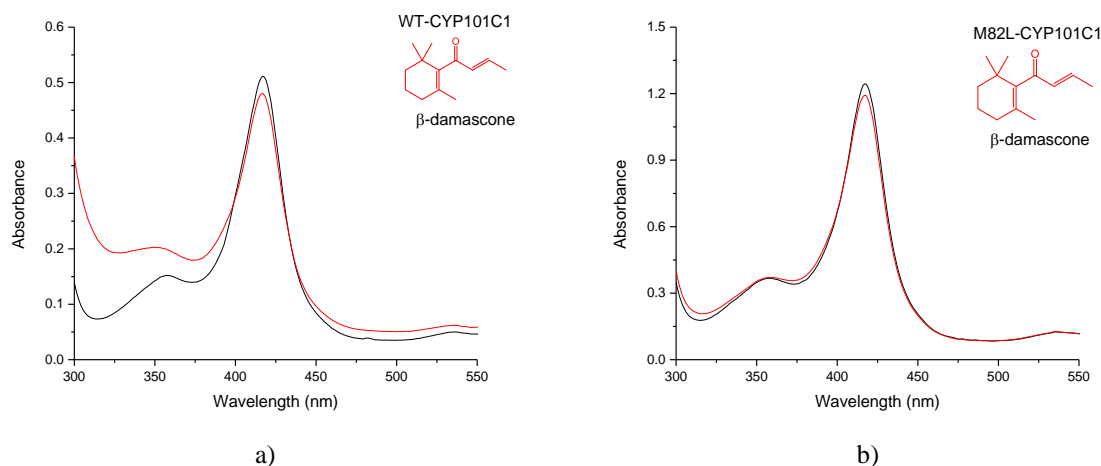 WT-CYP101C1
O
β-damascone
0.6
0.5
0.4
0.3
0.2
0.1
0.0
Absorbance
300 350 400 450 500 550
Wavelength (nm)
a)
M82L-CYP101C1
O
β-damascone
1.5
1.2
0.9
0.6
0.3
0.0
Absorbance
300 350 400 450 500 550
Wavelength (nm)
b)